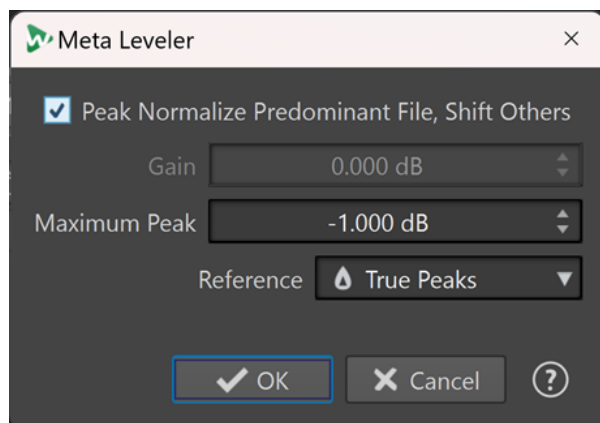 Meta Leveler
Peak Normalize Predominant File, Shift Others
Gain 0.000 dB
Maximum Peak -1.000 dB
Reference True Peaks
OK Cancel ?